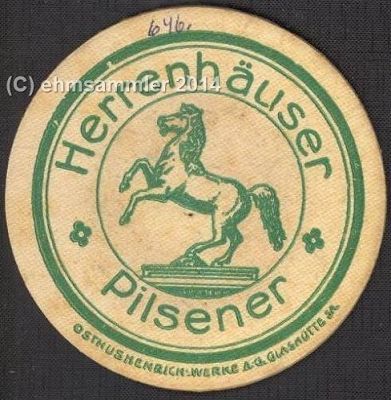 646.
(C) ehmsammler 2014
Herrenhäuser
Pilsener
OSTHUSHENRICH-WERKE A-G. GLASHÜTTE SA.